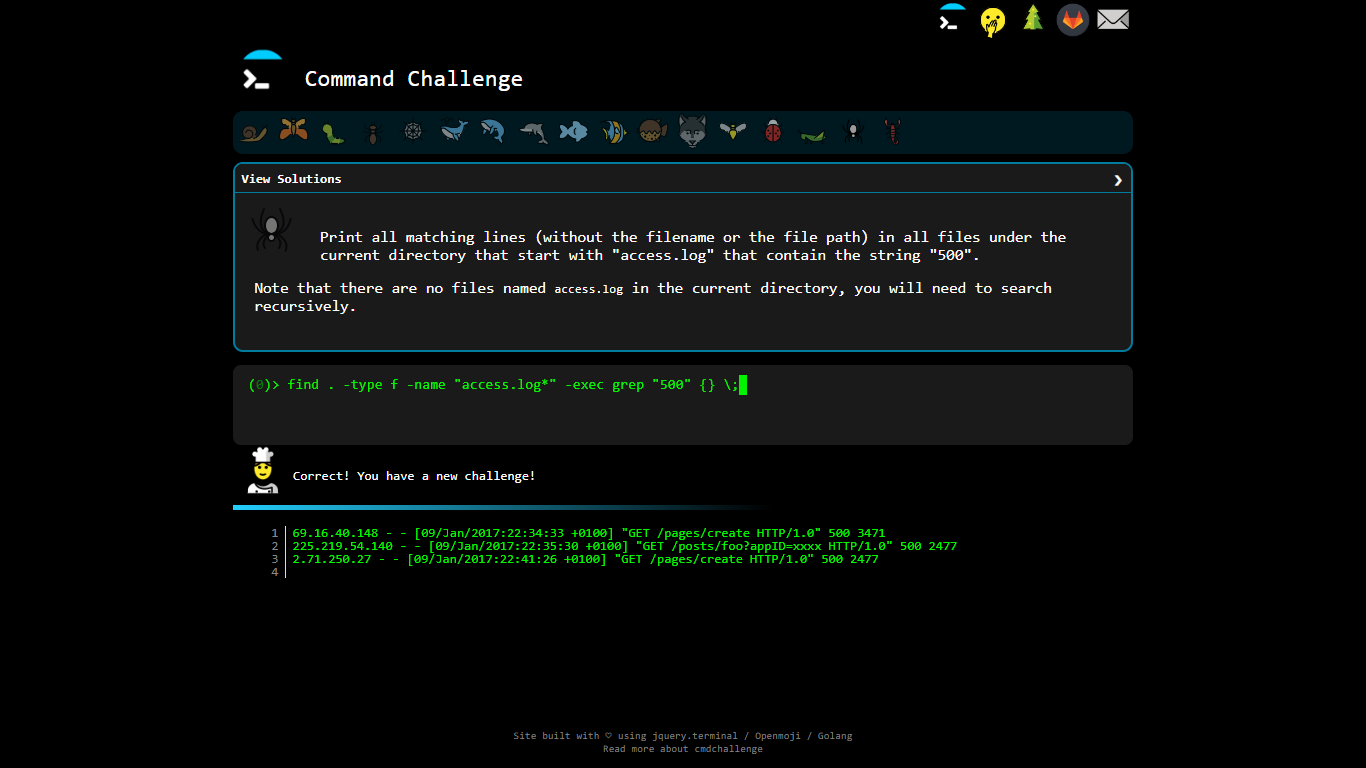 Command Challenge
View Solutions
Print all matching lines (without the filename or the file path) in all files under the
current directory that start with "access.log" that contain the string "500".
Note that there are no files named access.log in the current directory, you will need to search
recursively.
(0)> find . -type f -name "access.log*" -exec grep "500" {} \;
Correct! You have a new challenge!
1 69.16.40.148 - - [09/Jan/2017:22:34:33 +0100] "GET /pages/create HTTP/1.0" 500 3471
2 225.219.54.140 - - [09/Jan/2017:22:35:30 +0100] "GET /posts/foo?appID=xxxx HTTP/1.0" 500 2477
3 2.71.250.27 - - [09/Jan/2017:22:41:26 +0100] "GET /pages/create HTTP/1.0" 500 2477
4
Site built with ♡ using jquery.terminal / Openmoji / Golang
Read more about cmdchallenge